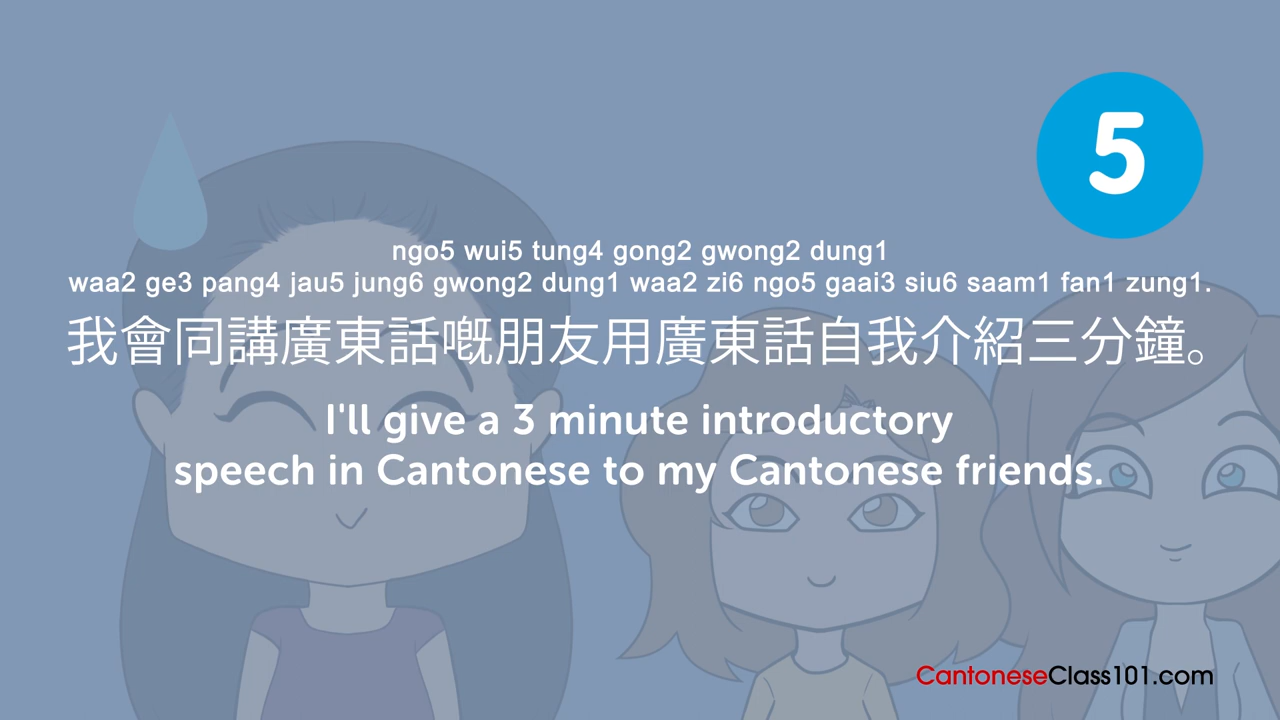 5
ngo5 wui5 tung4 gong2 gwong2 dung1
waa2 ge3 pang4 jau5 jung6 gwong2 dung1 waa2 zi6 ngo5 gaai3 siu6 saam1 fan1 zung1.
我會同講廣東話嘅朋友用廣東話自我介紹三分鐘。
I'll give a 3 minute introductory
speech in Cantonese to my Cantonese friends.
CantoneseClass101.com